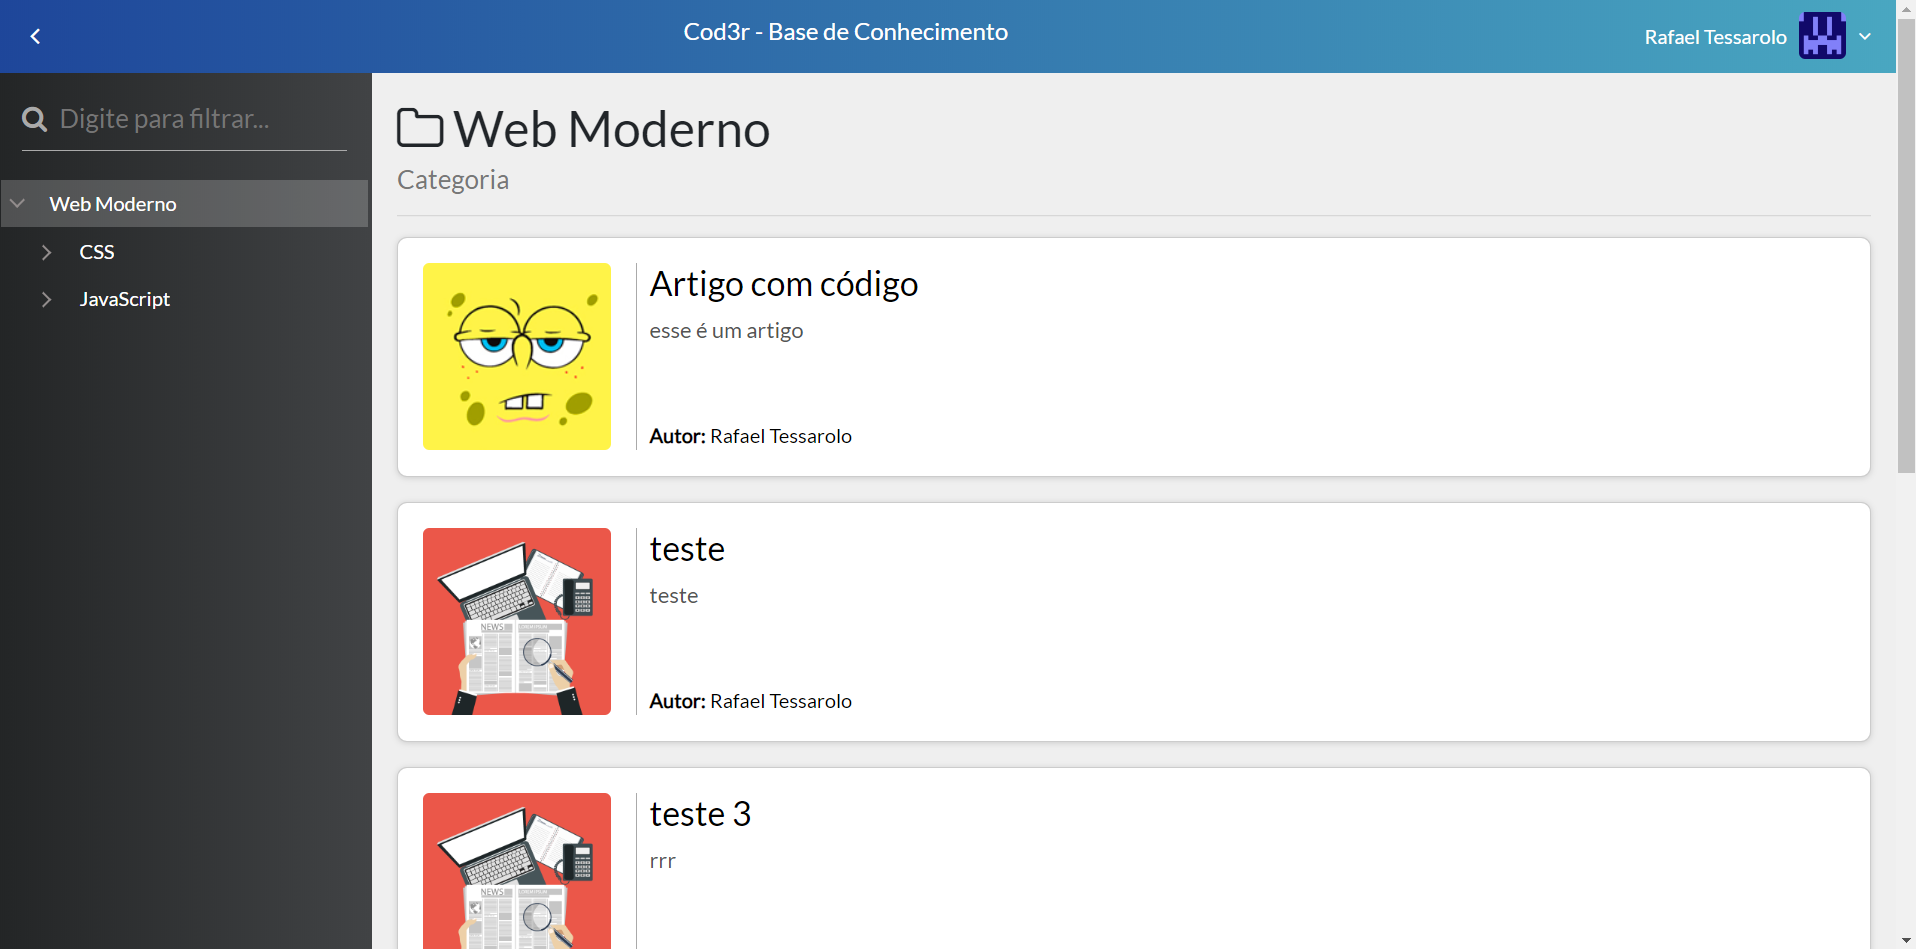 Cod3r - Base de Conhecimento
Rafael Tessarolo
Digite para filtrar...
Web Moderno
CSS
JavaScript
Web Moderno
Categoria
Artigo com código
esse é um artigo
Autor: Rafael Tessarolo
NEWS
teste
teste
Autor: Rafael Tessarolo
NEWS
teste 3
rrr